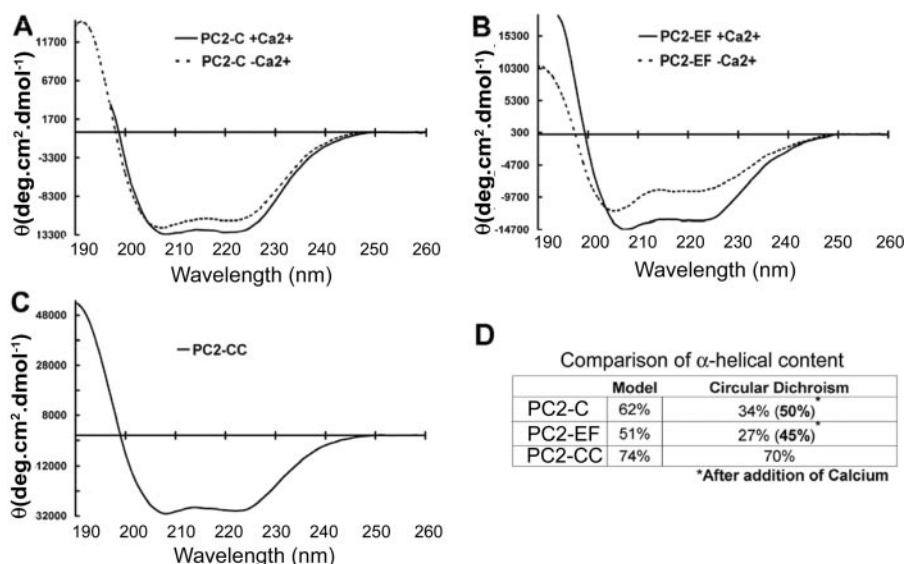 A
B
θ(deg.cm².dmol⁻¹)
11700
6700
1700
-3300
-8300
13300
PC2-C +Ca2+
PC2-C -Ca2+
190 200 210 220 230 240 250 260
Wavelength (nm)
θ(deg.cm².dmol⁻¹)
15300
10300
5300
300
-4700
-9700
-14700
PC2-EF +Ca2+
PC2-EF -Ca2+
190 200 210 220 230 240 250 260
Wavelength (nm)
C
θ(deg.cm².dmol⁻¹)
48000
28000
8000
12000
32000
PC2-CC
190 200 210 220 230 240 250 260
Wavelength (nm)
D
Comparison of α-helical content
Model Circular Dichroism
PC2-C 62% 34% (50%)*
PC2-EF 51% 27% (45%)*
PC2-CC 74% 70%
*After addition of Calcium